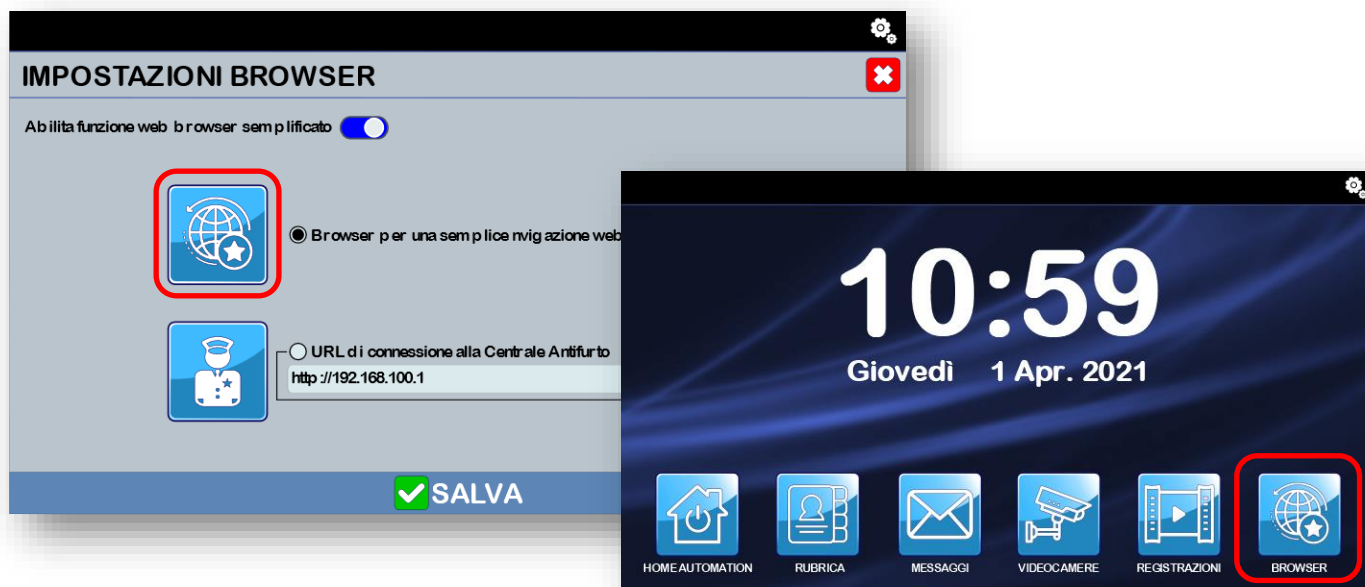 IMPOSTAZIONI BROWSER
Abilita funzione web browser semplificato
Browser per una semplice nvigazione web
URL di connessione alla Centrale Antifurto
http://192.168.100.1
SALVA
10:59
Giovedì 1 Apr. 2021
HOME AUTOMATION RUBRICA MESSAGGI VIDEOCAMERE REGISTRAZIONI BROWSER